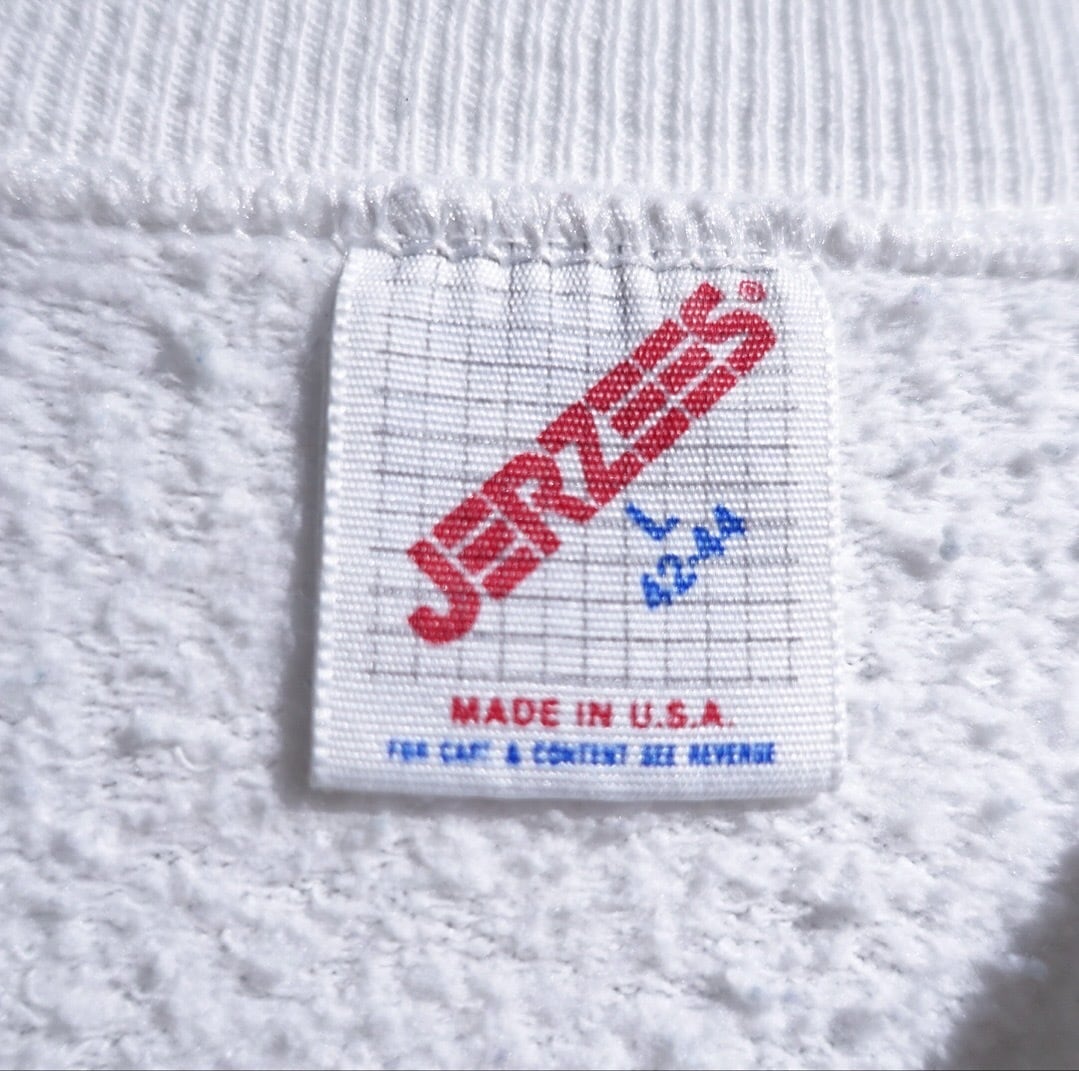 JERZEES®
L
42-44
MADE IN U.S.A.
FOR CARE & CONTENT SEE REVERSE